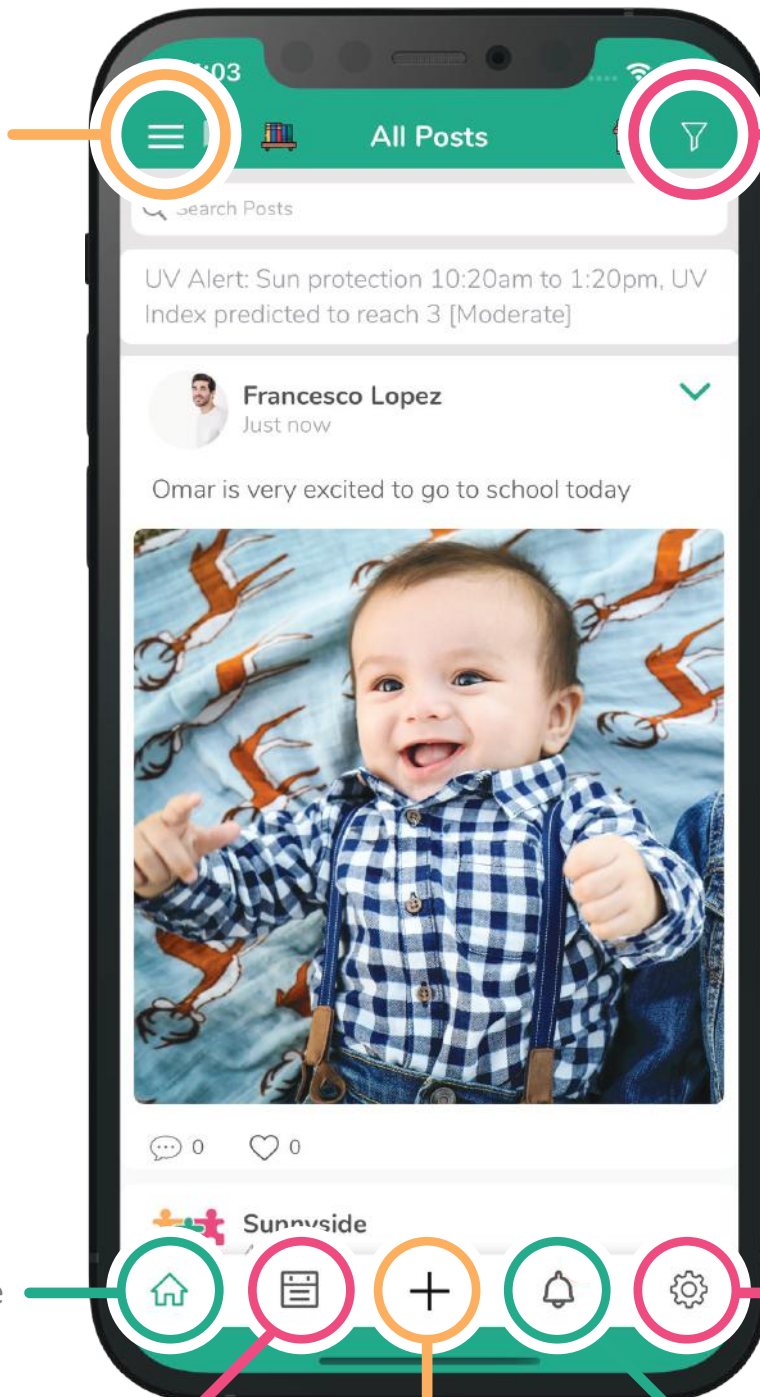 All Posts
Search Posts
UV Alert: Sun protection 10:20am to 1:20pm, UV
Index predicted to reach 3 [Moderate]
Francesco Lopez
Just now
Omar is very excited to go to school today
0 0
Sunnyside